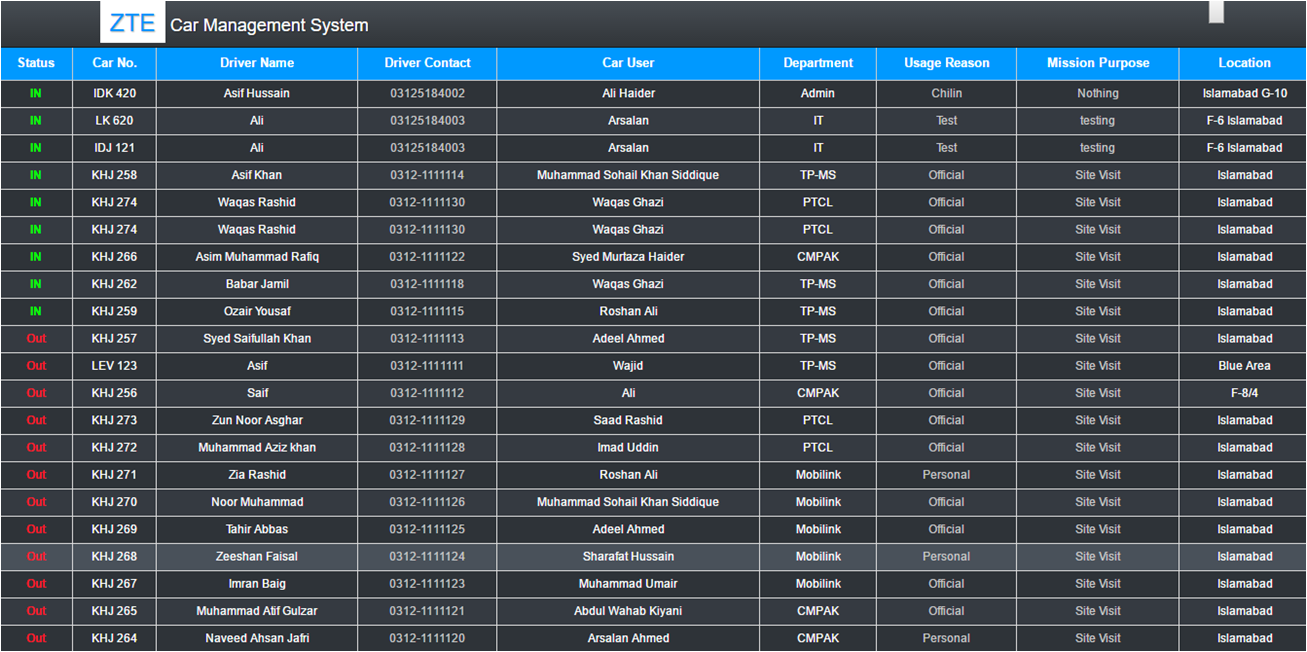 ZTE Car Management System
Status Car No. Driver Name Driver Contact Car User Department Usage Reason Mission Purpose Location
IN IDK 420 Asif Hussain 03125184002 Ali Haider Admin Chilin Nothing Islamabad G-10
IN LK 620 Ali 03125184003 Arsalan IT Test testing F-6 Islamabad
IN IDJ 121 Ali 03125184003 Arsalan IT Test testing F-6 Islamabad
IN KHJ 258 Asif Khan 0312-1111114 Muhammad Sohail Khan Siddique TP-MS Official Site Visit Islamabad
IN KHJ 274 Waqas Rashid 0312-1111130 Waqas Ghazi PTCL Official Site Visit Islamabad
IN KHJ 274 Waqas Rashid 0312-1111130 Waqas Ghazi PTCL Official Site Visit Islamabad
IN KHJ 266 Asim Muhammad Rafiq 0312-1111122 Syed Murtaza Haider CMPAK Official Site Visit Islamabad
IN KHJ 262 Babar Jamil 0312-1111118 Waqas Ghazi TP-MS Official Site Visit Islamabad
IN KHJ 259 Ozair Yousaf 0312-1111115 Roshan Ali TP-MS Official Site Visit Islamabad
Out KHJ 257 Syed Saifullah Khan 0312-1111113 Adeel Ahmed TP-MS Official Site Visit Islamabad
Out LEV 123 Asif 0312-1111111 Wajid TP-MS Official Site Visit Blue Area
Out KHJ 256 Saif 0312-1111112 Ali CMPAK Official Site Visit F-8/4
Out KHJ 273 Zun Noor Asghar 0312-1111129 Saad Rashid PTCL Official Site Visit Islamabad
Out KHJ 272 Muhammad Aziz khan 0312-1111128 Imad Uddin PTCL Official Site Visit Islamabad
Out KHJ 271 Zia Rashid 0312-1111127 Roshan Ali Mobilink Personal Site Visit Islamabad
Out KHJ 270 Noor Muhammad 0312-1111126 Muhammad Sohail Khan Siddique Mobilink Official Site Visit Islamabad
Out KHJ 269 Tahir Abbas 0312-1111125 Adeel Ahmed Mobilink Official Site Visit Islamabad
Out KHJ 268 Zeeshan Faisal 0312-1111124 Sharafat Hussain Mobilink Personal Site Visit Islamabad
Out KHJ 267 Imran Baig 0312-1111123 Muhammad Umair Mobilink Official Site Visit Islamabad
Out KHJ 265 Muhammad Atif Gulzar 0312-1111121 Abdul Wahab Kiyani CMPAK Official Site Visit Islamabad
Out KHJ 264 Naveed Ahsan Jafri 0312-1111120 Arsalan Ahmed CMPAK Personal Site Visit Islamabad